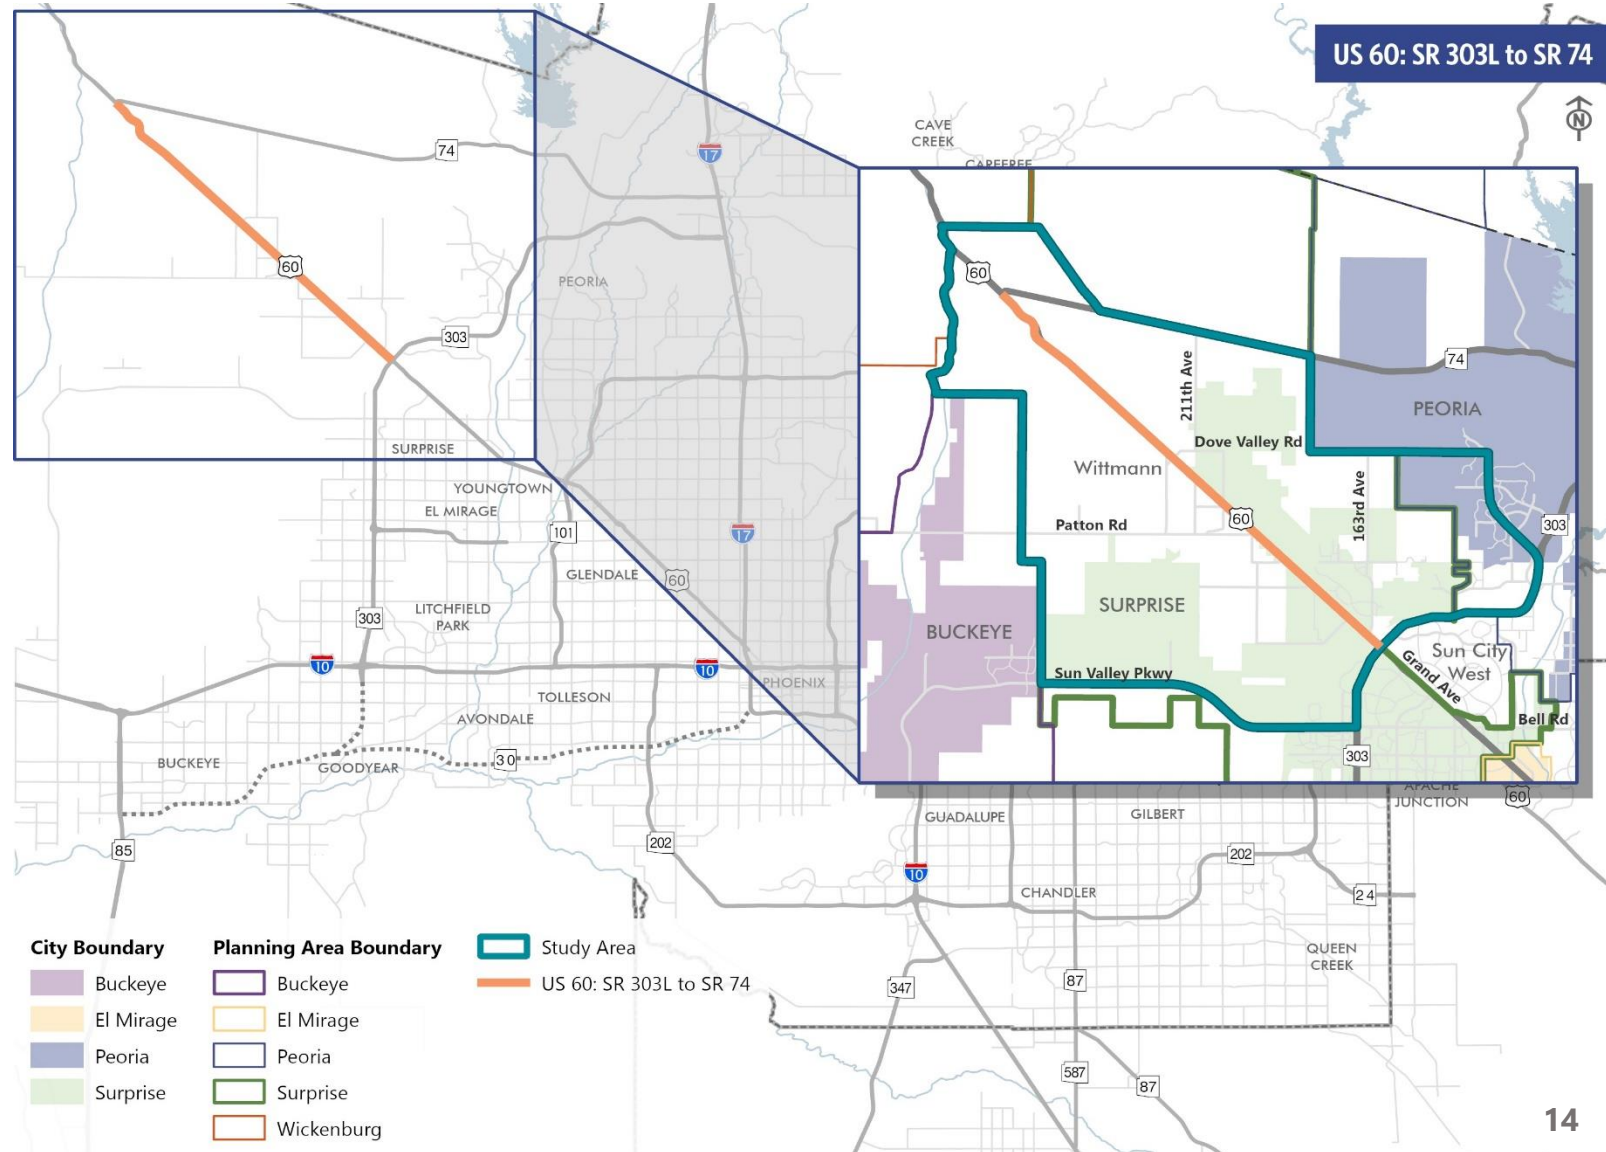 US 60: SR 303L to SR 74
N
CAVE
CREEK
CAREFREE
17
74
60
PEORIA
303
SURPRISE
YOUNGTOWN
EL MIRAGE
101
17
GLENDALE
60
LITCHFIELD
PARK
303
10
10
PHOENIX
TOLLESON
AVONDALE
BUCKEYE
GOODYEAR
30
85
202
60
74
211th Ave
PEORIA
Dove Valley Rd
Wittmann
163rd Ave
Patton Rd
60
303
SURPRISE
BUCKEYE
Sun City
West
Grand Ave
Sun Valley Pkwy
Bell Rd
303
APACHE
JUNCTION
60
GUADALUPE
GILBERT
202
10
CHANDLER
24
QUEEN
CREEK
347
87
587
87
City Boundary
Buckeye
El Mirage
Peoria
Surprise
Planning Area Boundary
Buckeye
El Mirage
Peoria
Surprise
Wickenburg
Study Area
US 60: SR 303L to SR 74
14